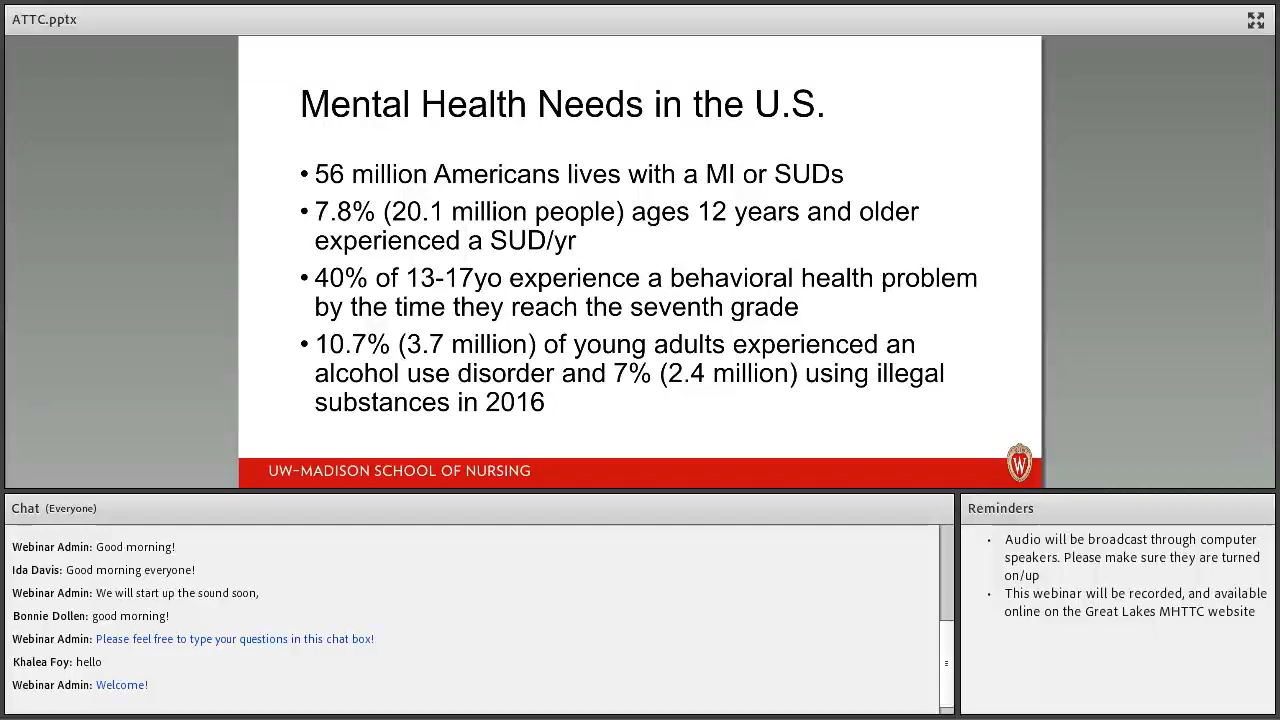 ATTC.pptx
Mental Health Needs in the U.S.
• 56 million Americans lives with a MI or SUDs
• 7.8% (20.1 million people) ages 12 years and older
experienced a SUD/yr
• 40% of 13-17yo experience a behavioral health problem
by the time they reach the seventh grade
• 10.7% (3.7 million) of young adults experienced an
alcohol use disorder and 7% (2.4 million) using illegal
substances in 2016
UW-MADISON SCHOOL OF NURSING
W
Chat (Everyone)
Webinar Admin: Good morning!
Ida Davis: Good morning everyone!
Webinar Admin: We will start up the sound soon,
Bonnie Dollen: good morning!
Webinar Admin: Please feel free to type your questions in this chat box!
Khalea Foy: hello
Webinar Admin: Welcome!
Reminders
• Audio will be broadcast through computer
speakers. Please make sure they are turned
on/up
• This webinar will be recorded, and available
online on the Great Lakes MHTTC website